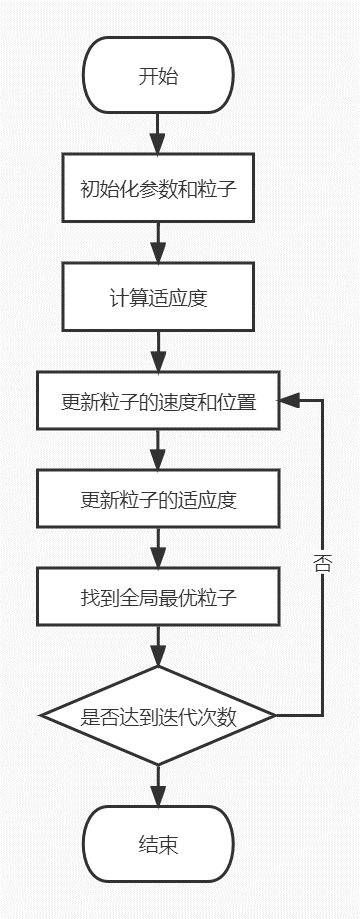 开始
初始化参数和粒子
计算适应度
更新粒子的速度和位置
更新粒子的适应度
否
找到全局最优粒子
是否达到迭代次数
结束